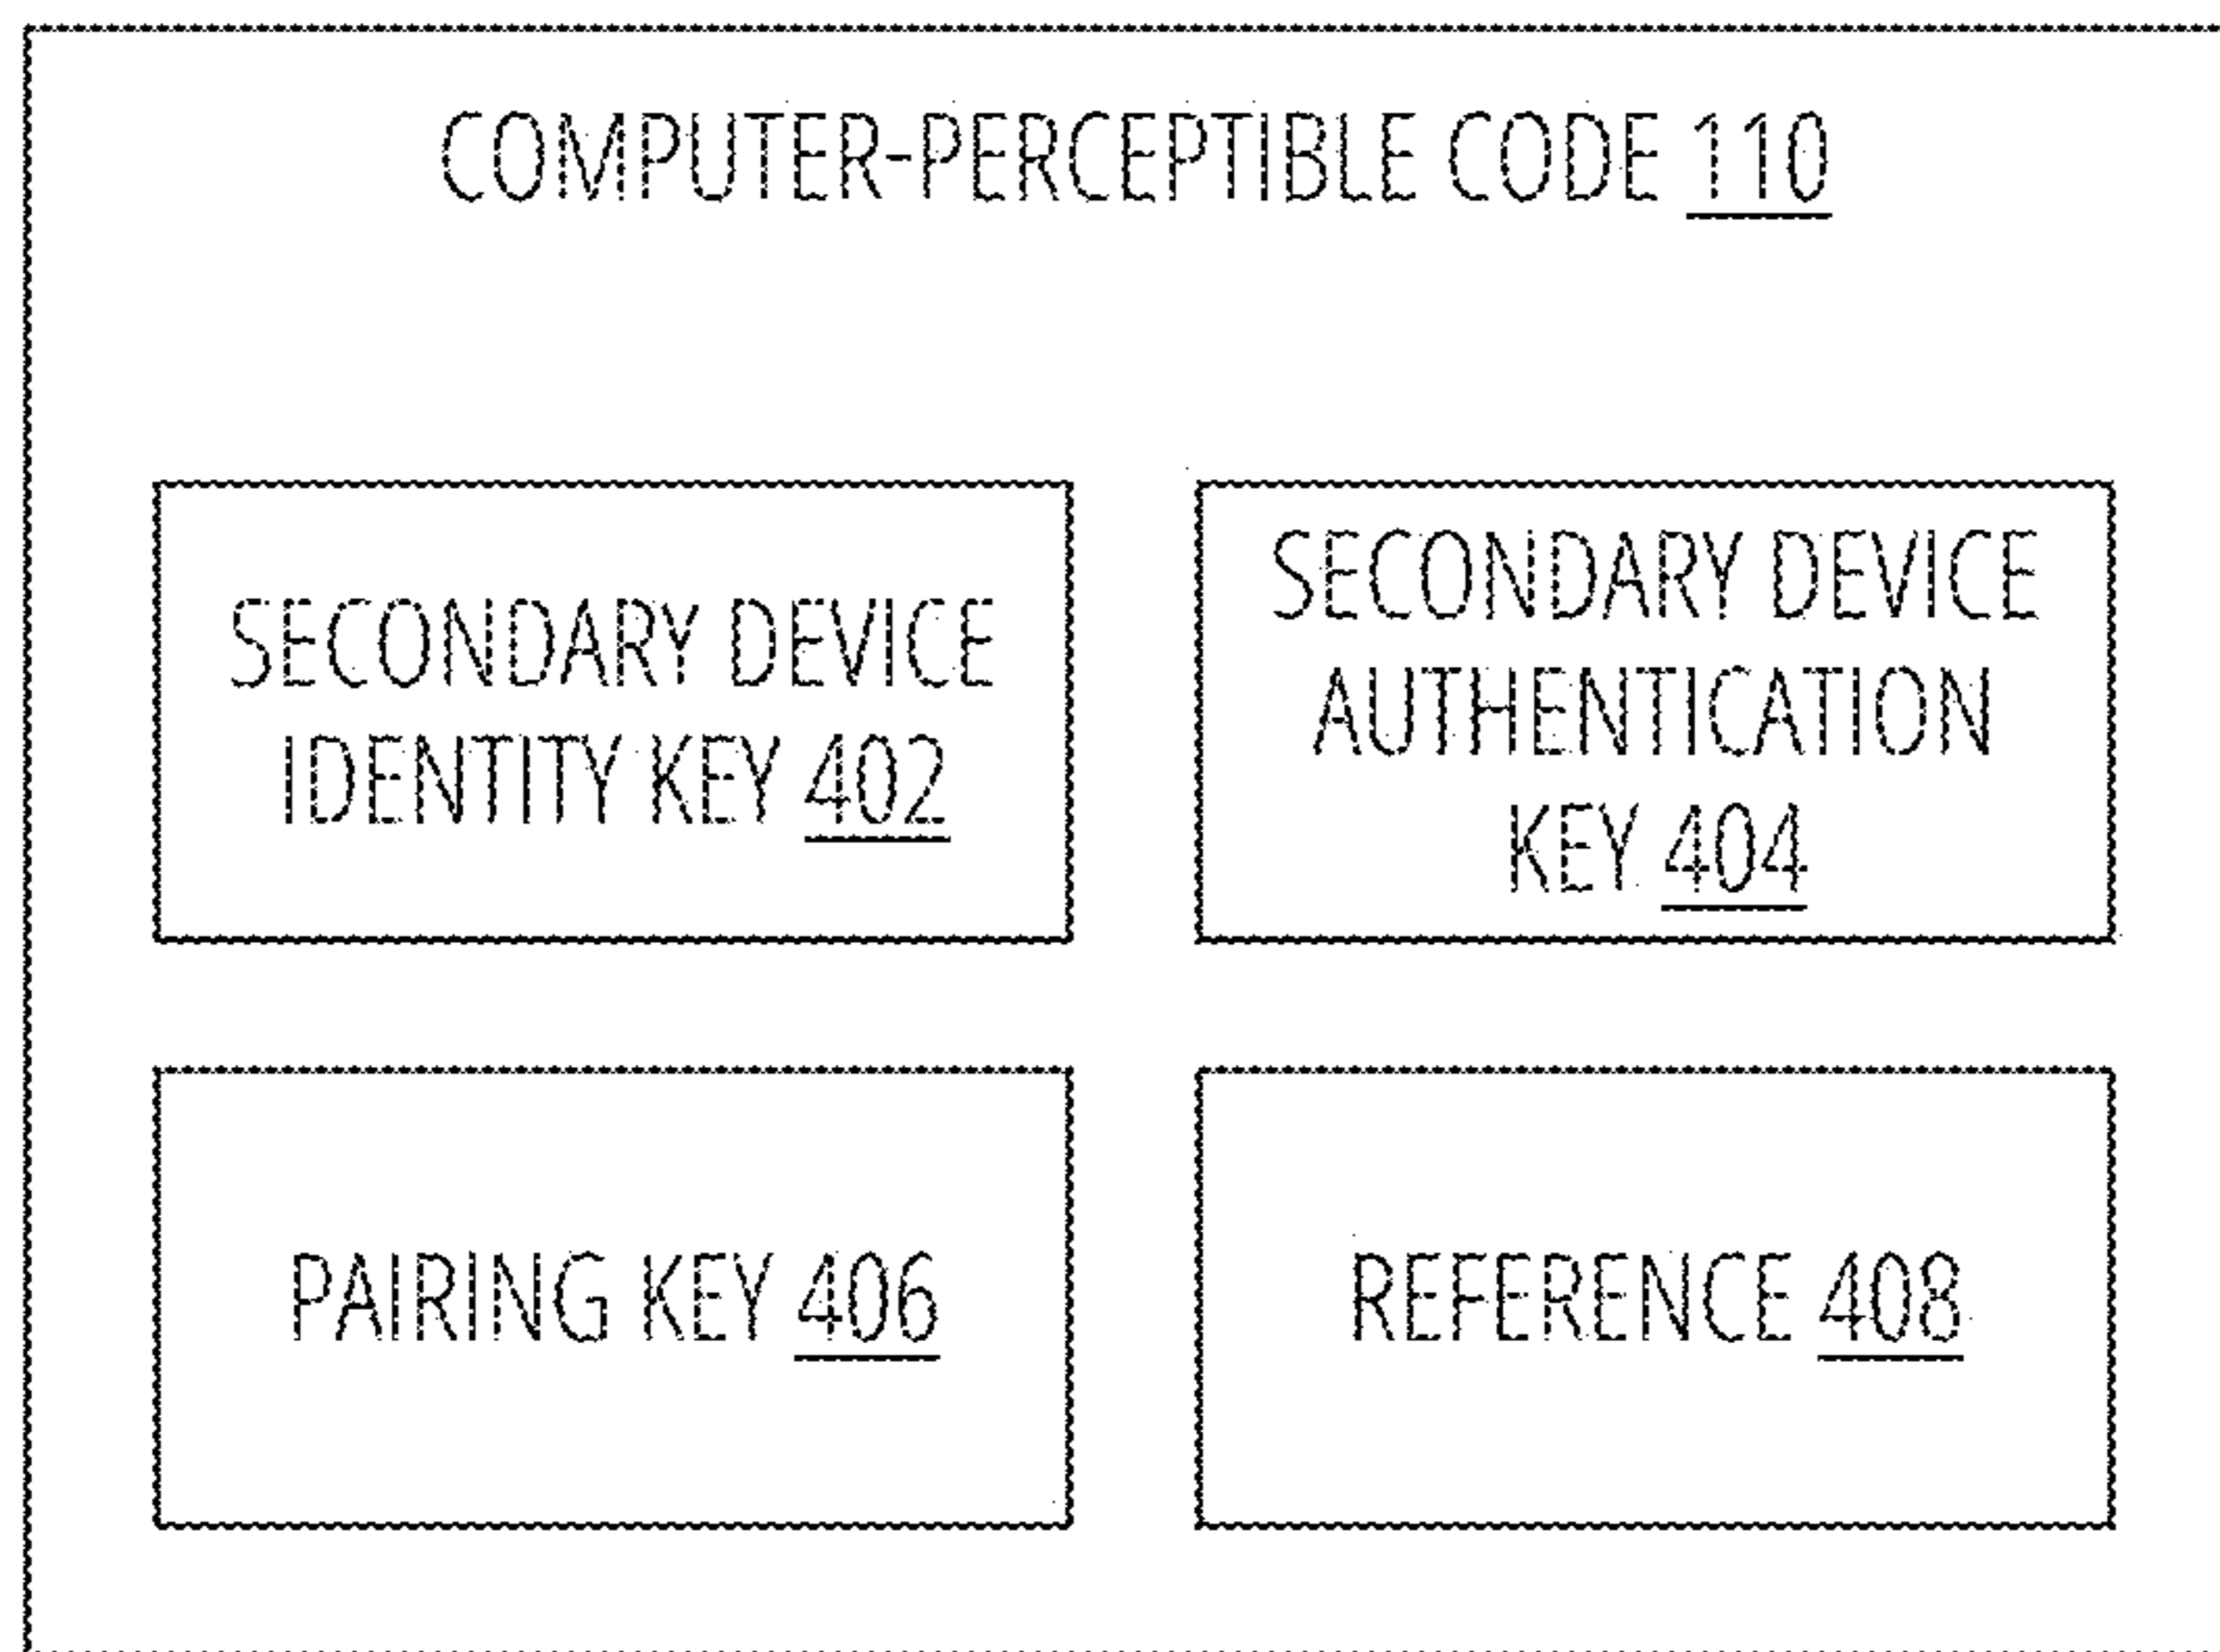 COMPUTER-PERCEPTIBLE CODE 110
SECONDARY DEVICE
IDENTITY KEY 402
SECONDARY DEVICE
AUTHENTICATION
KEY 404
PAIRING KEY 406
REFERENCE 408